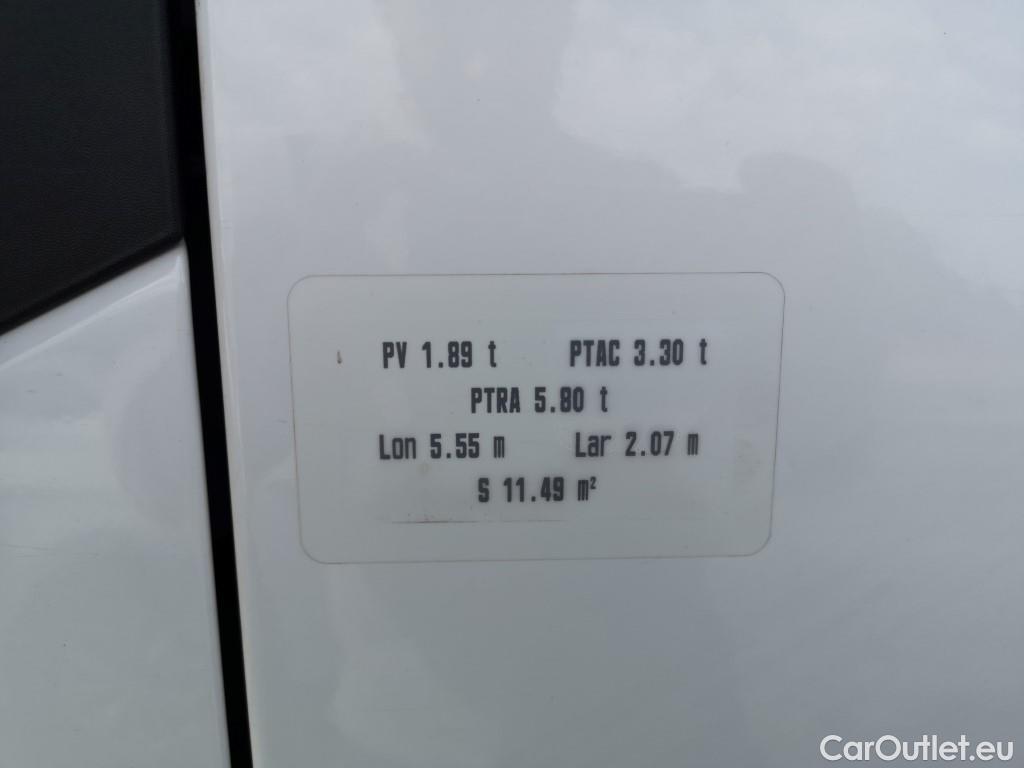 PV 1.89 t PTAC 3.30 t
PTRA 5.80 t
Lon 5.55 m Lar 2.07 m
S 11.49 m²
CarOutlet.eu